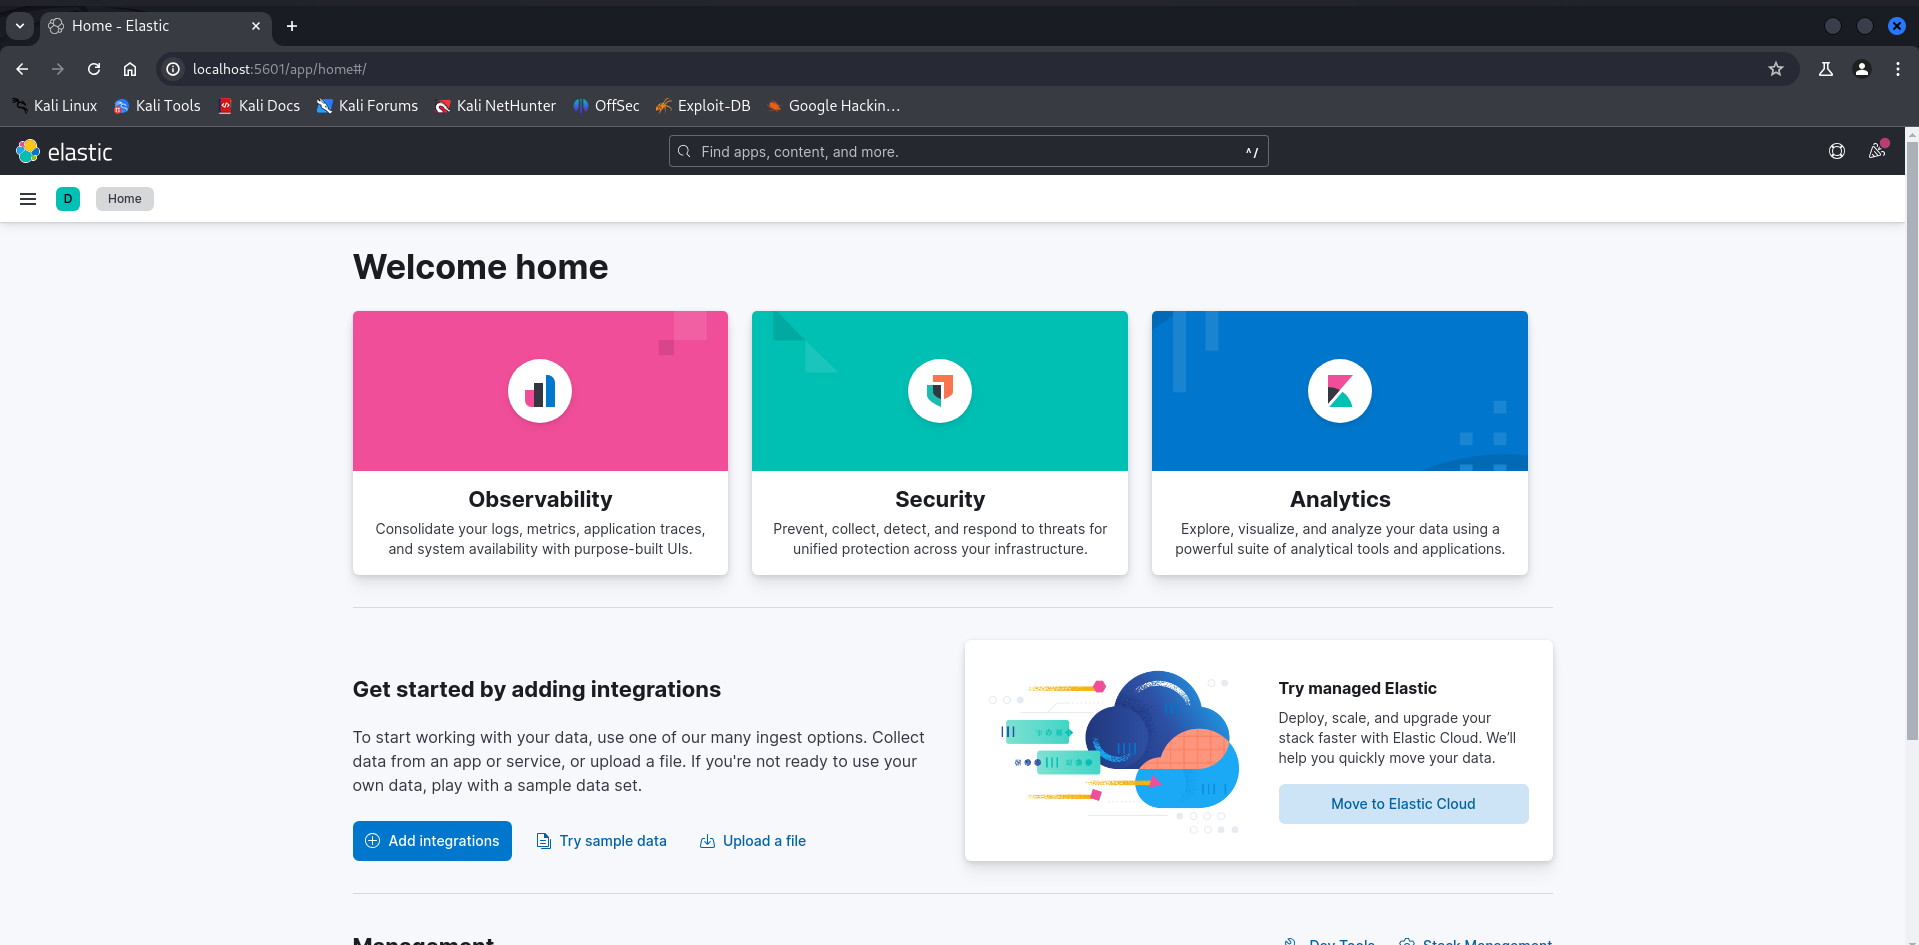 Home - Elastic
localhost:5601/app/home#/
Kali Linux
Kali Tools
Kali Docs
Kali Forums
Kali NetHunter
OffSec
Exploit-DB
Google Hackin…
elastic
Find apps, content, and more.
^/
D
Home
Welcome home
Observability
Consolidate your logs, metrics, application traces,
and system availability with purpose-built UIs.
Security
Prevent, collect, detect, and respond to threats for
unified protection across your infrastructure.
Analytics
Explore, visualize, and analyze your data using a
powerful suite of analytical tools and applications.
Get started by adding integrations
To start working with your data, use one of our many ingest options. Collect
data from an app or service, or upload a file. If you're not ready to use your
own data, play with a sample data set.
Add integrations
Try sample data
Upload a file
Try managed Elastic
Deploy, scale, and upgrade your
stack faster with Elastic Cloud. We’ll
help you quickly move your data.
Move to Elastic Cloud
Management
Dev Tools
Stack Management